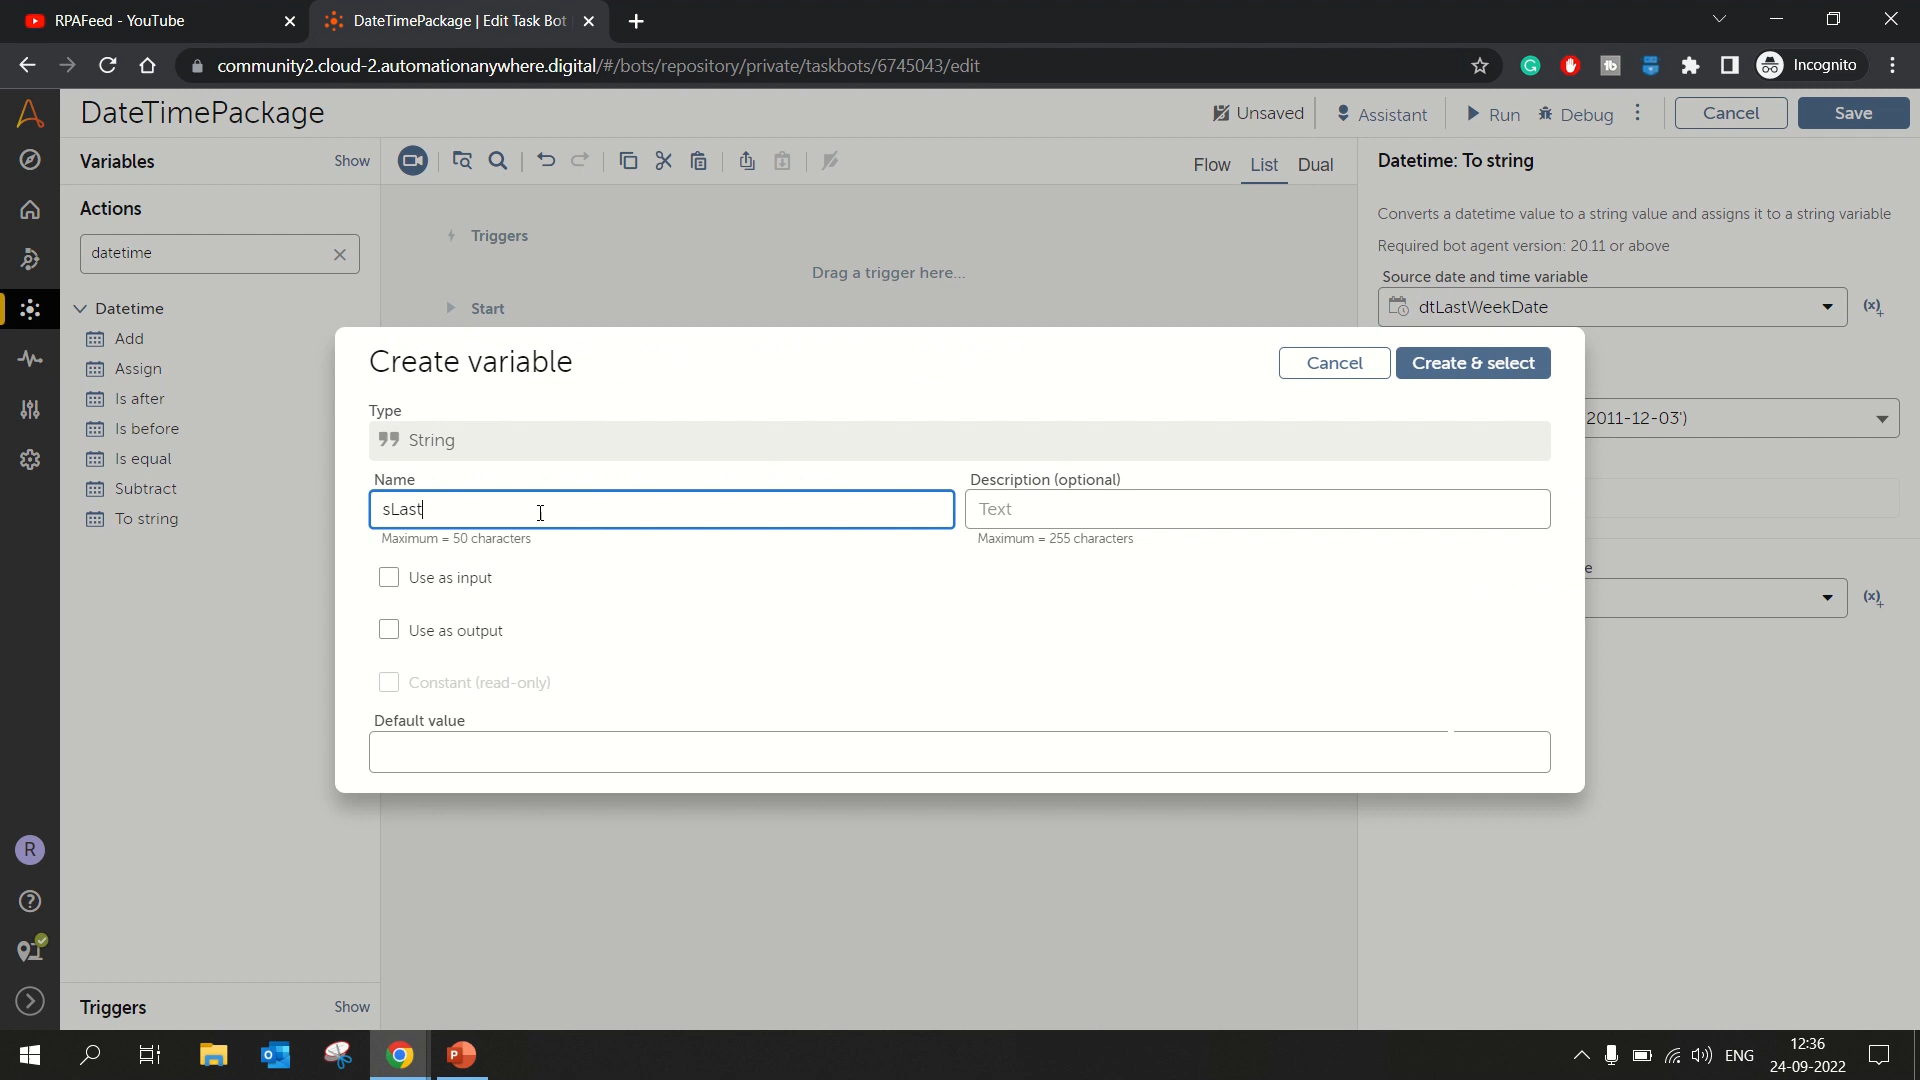 RPAFeed - YouTube
DateTimePackage | Edit Task Bot
community2.cloud-2.automationanywhere.digital/#/bots/repository/private/taskbots/6745043/edit
Incognito
DateTimePackage
Unsaved
Assistant
Run
Debug
Cancel
Save
Variables
Show
Flow
List
Dual
Datetime: To string
Actions
datetime
Triggers
Drag a trigger here...
Start
Converts a datetime value to a string value and assigns it to a string variable
Required bot agent version: 20.11 or above
Source date and time variable
dtLastWeekDate
Datetime
Add
Assign
Is after
Is before
Is equal
Subtract
To string
2011-12-03')
e
Create variable
Cancel
Create & select
Type
String
Name
Description (optional)
sLast
Text
Maximum = 50 characters
Maximum = 255 characters
Use as input
Use as output
Constant (read-only)
Default value
R
Triggers
Show
ENG
12:36
24-09-2022